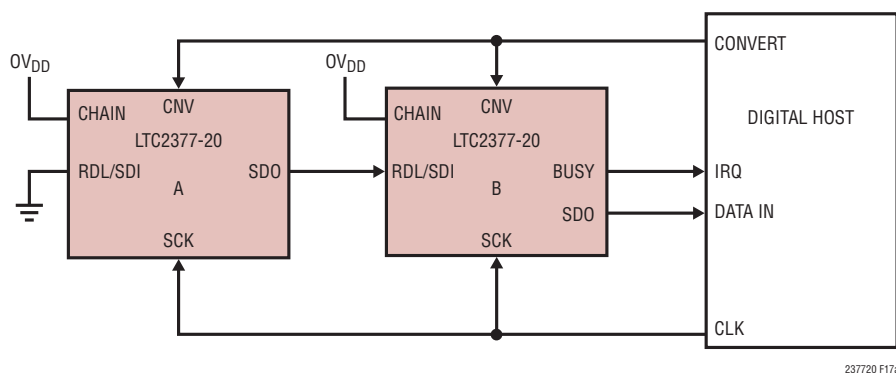 CONVERT
OVDD
OVDD
CHAIN
CNV
LTC2377-20
RDL/SDI
SDO
A
SCK
CHAIN
CNV
LTC2377-20
RDL/SDI
BUSY
B
SDO
SCK
DIGITAL HOST
IRQ
DATA IN
CLK